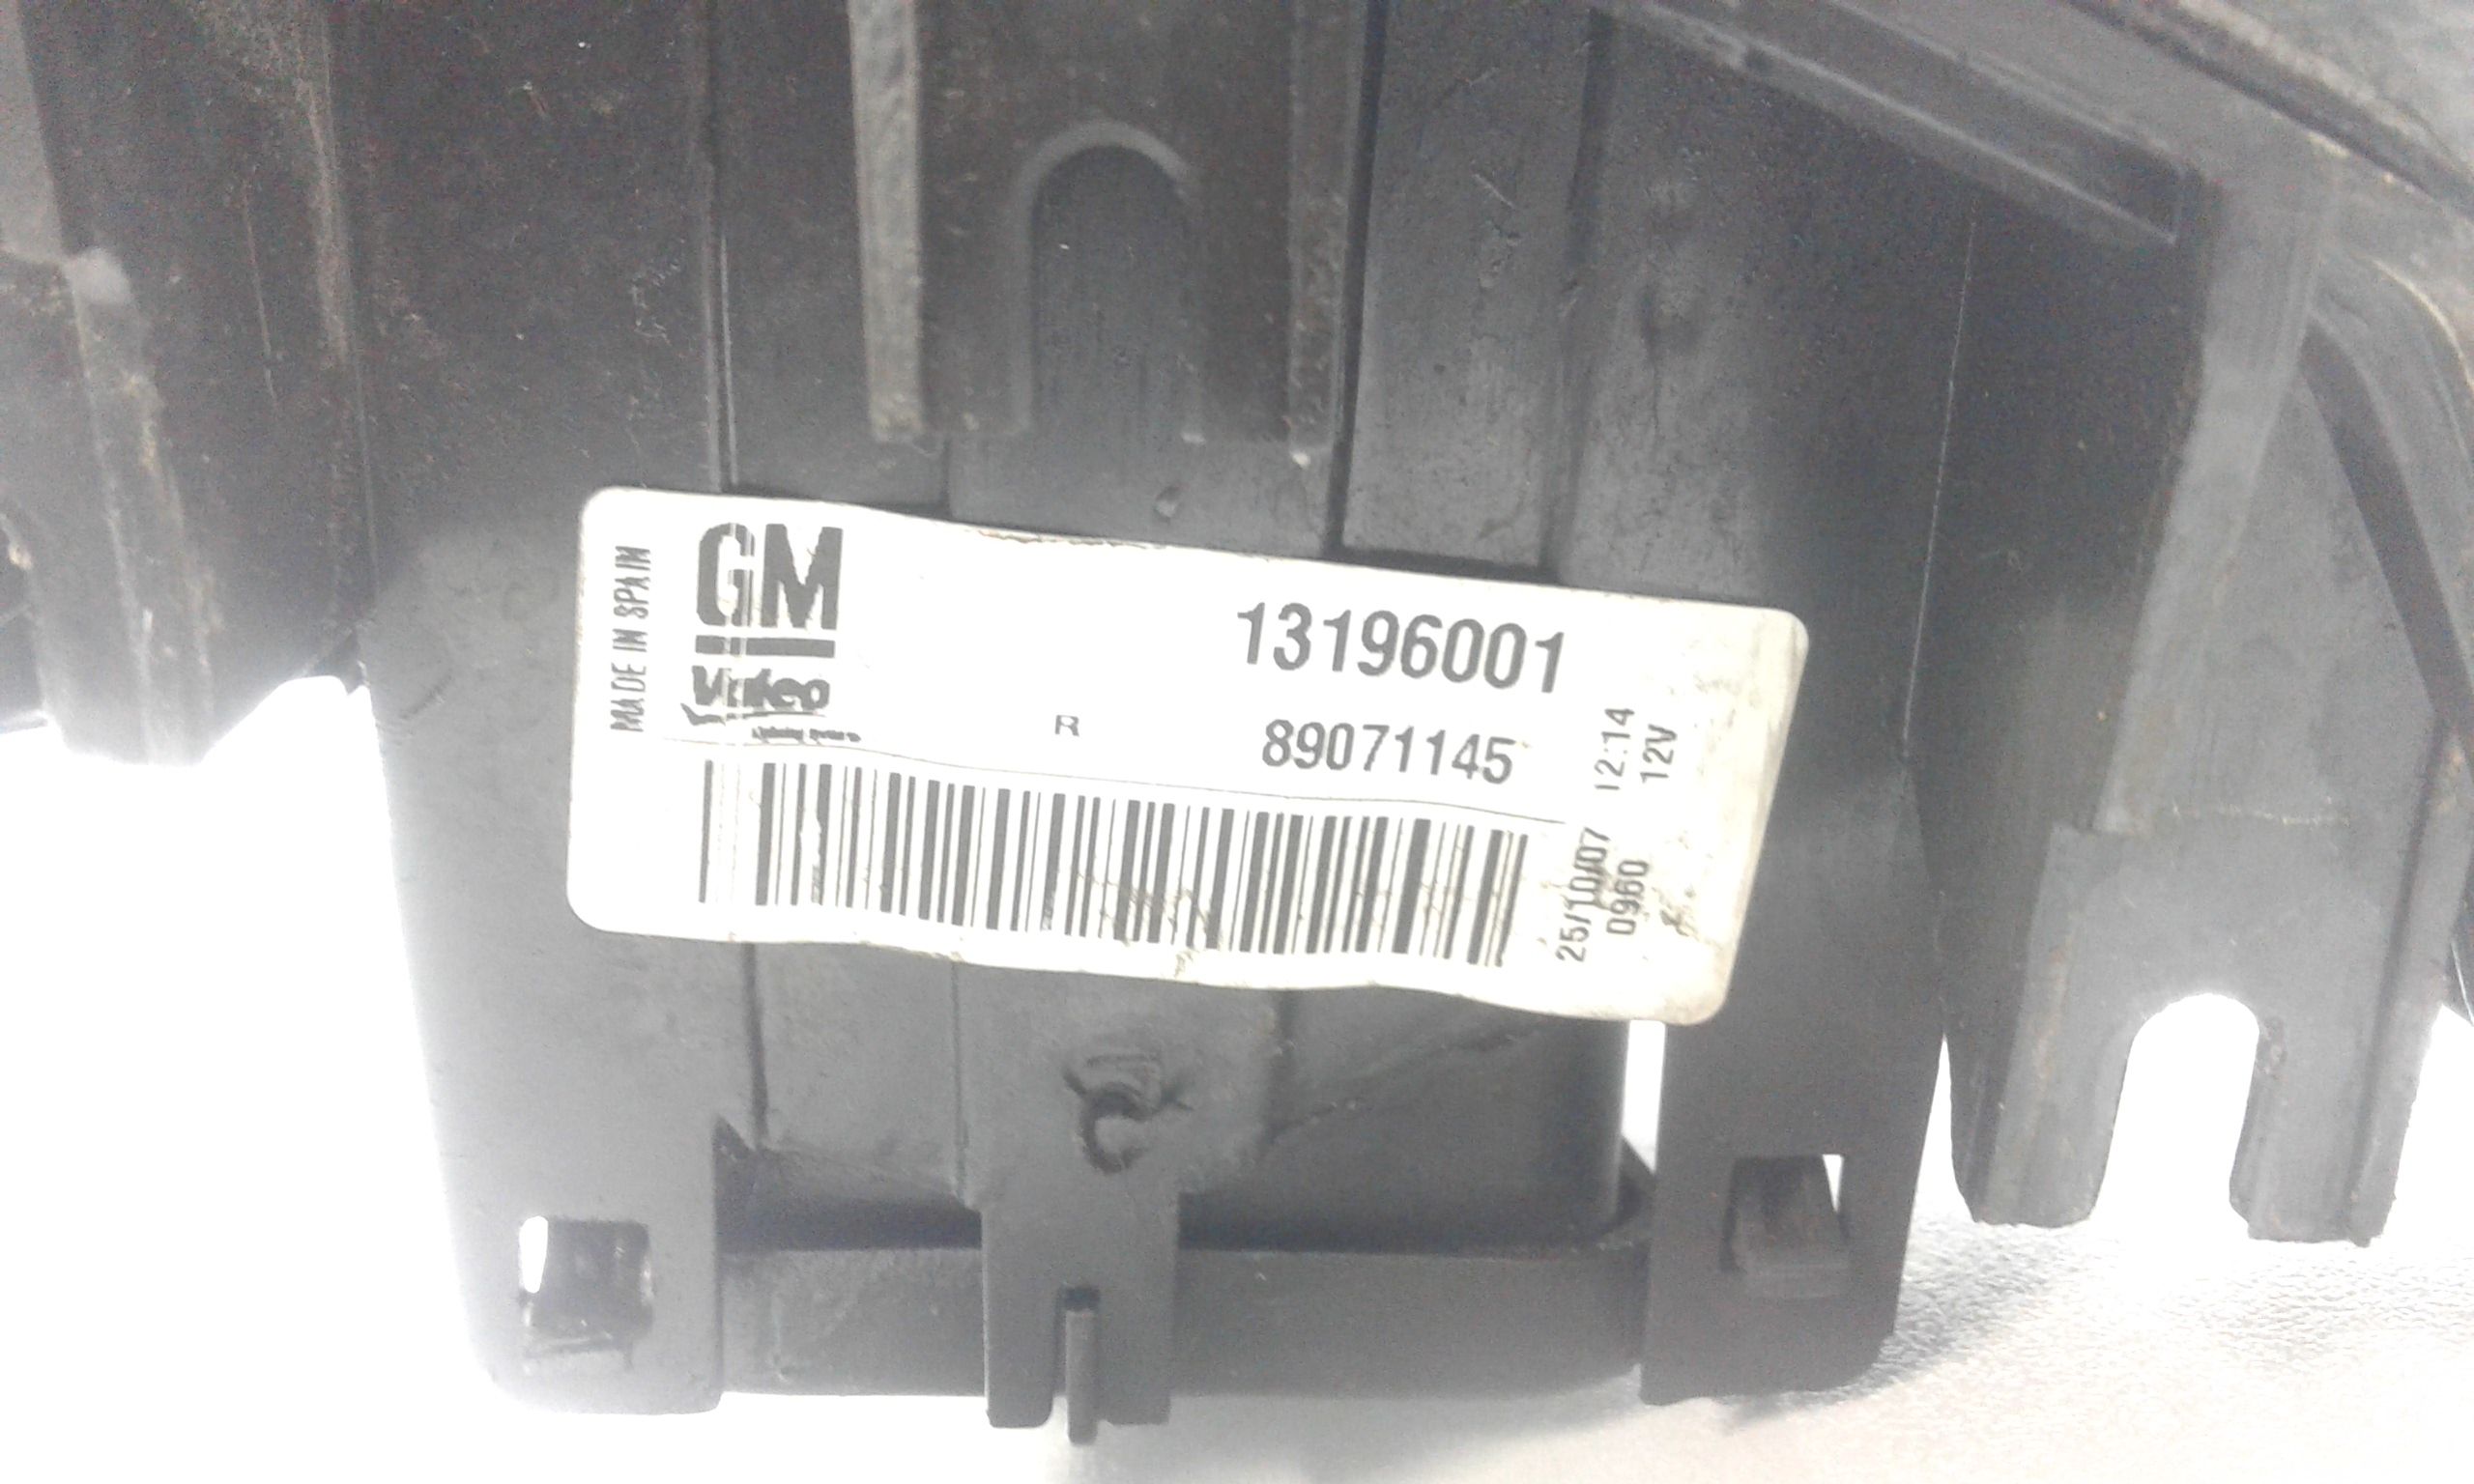 MADE IN SPAIN
GM
Valeo
13196001
R
89071145
25/10/07 12:14
0960 12V